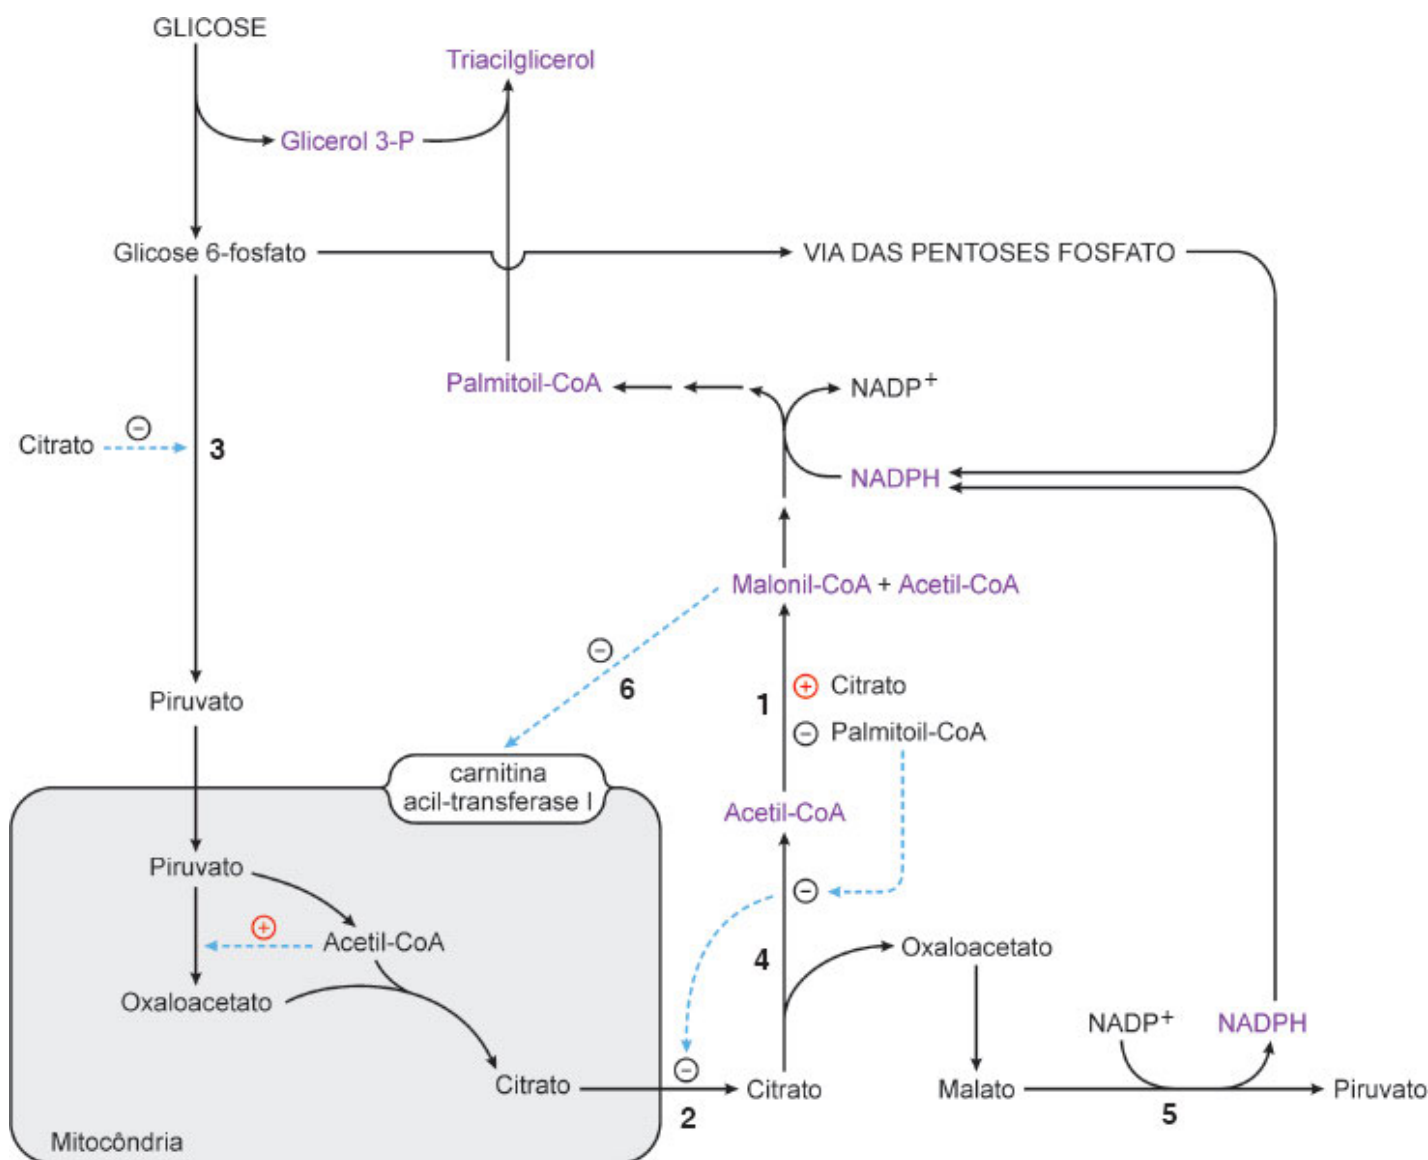 GLICOSE
Triacilglicerol
Glicerol 3-P
Glicose 6-fosfato
VIA DAS PENTOSES FOSFATO
Palmitoil-CoA
NADP+
Citrato
−
3
NADPH
Malonil-CoA + Acetil-CoA
−
6
1
+ Citrato
− Palmitoil-CoA
Piruvato
carnitina
acil-transferase I
Acetil-CoA
Piruvato
−
+
Acetil-CoA
4
Oxaloacetato
Oxaloacetato
NADP+
NADPH
−
Citrato
2
Citrato
Malato
5
Piruvato
Mitocôndria